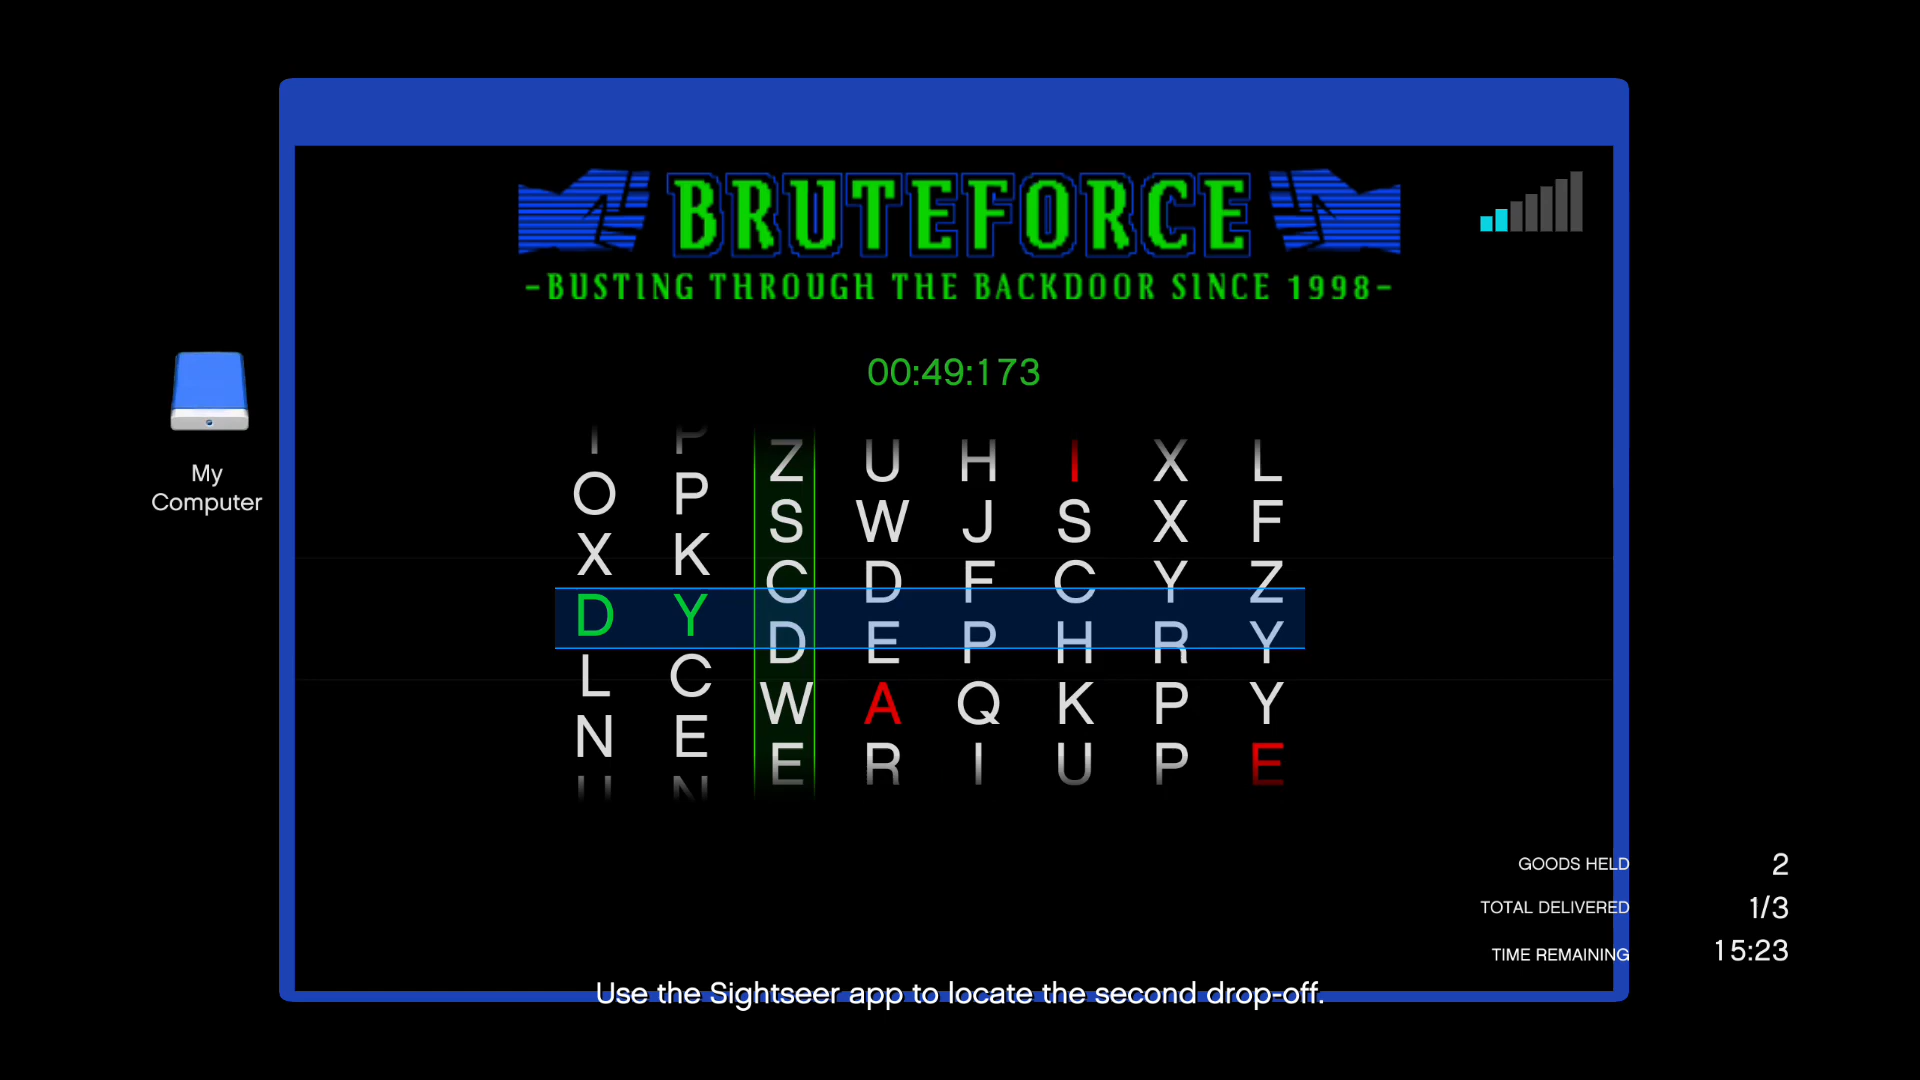 BRUTEFORCE
-BUSTING THROUGH THE BACKDOOR SINCE 1998-
00:49:173
My
Computer
I P Z U H I X L
O P S W J S X F
X K C D F C Y Z
D Y D E P H R Y
L C W A Q K P Y
N E E R I U P E
GOODS HELD 2
TOTAL DELIVERED 1/3
TIME REMAINING 15:23
Use the Sightseer app to locate the second drop-off.